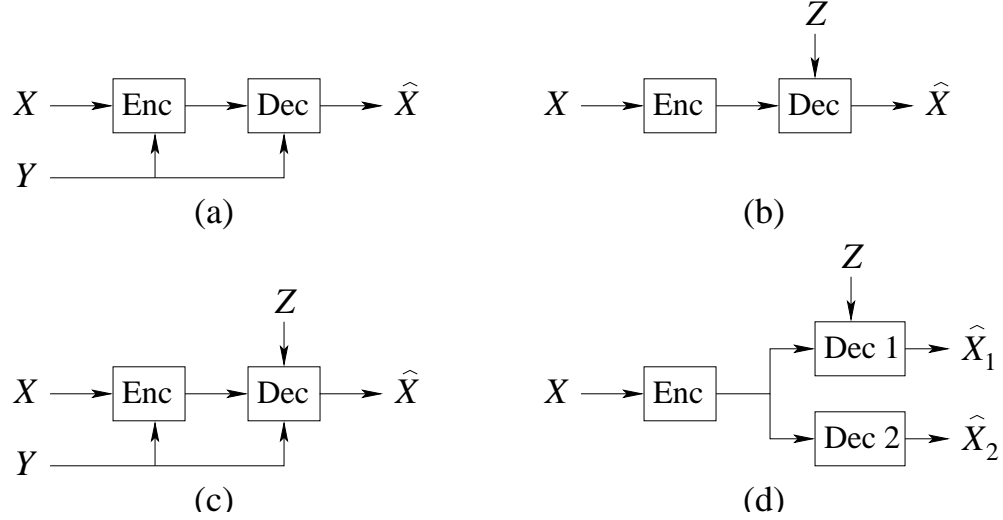 X Enc Dec X̂
Y
(a)
Z
X Enc Dec X̂
(b)
Z
X Enc Dec X̂
Y
(c)
Z
Dec 1 X̂₁
X Enc
Dec 2 X̂₂
(d)